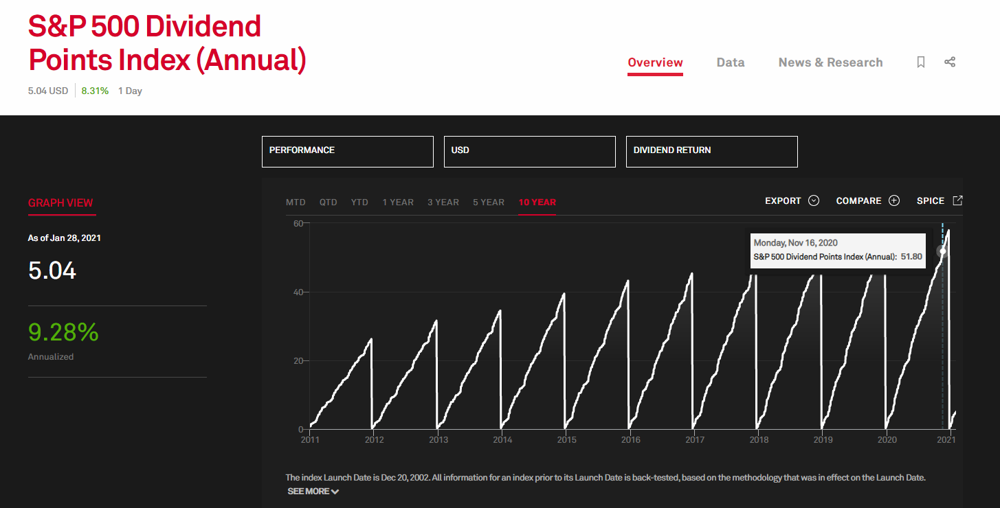 S&P 500 Dividend
Points Index (Annual)
5.04 USD 8.31% 1 Day
Overview Data News & Research
PERFORMANCE USD DIVIDEND RETURN
GRAPH VIEW
As of Jan 28, 2021
5.04
9.28%
Annualized
MTD QTD YTD 1 YEAR 3 YEAR 5 YEAR 10 YEAR
EXPORT COMPARE SPICE
60
40
20
0
Monday, Nov 16, 2020
S&P 500 Dividend Points Index (Annual): 51.80
2011 2012 2013 2014 2015 2016 2017 2018 2019 2020 2021
The index Launch Date is Dec 20, 2002. All information for an index prior to its Launch Date is back-tested, based on the methodology that was in effect on the Launch Date.
SEE MORE